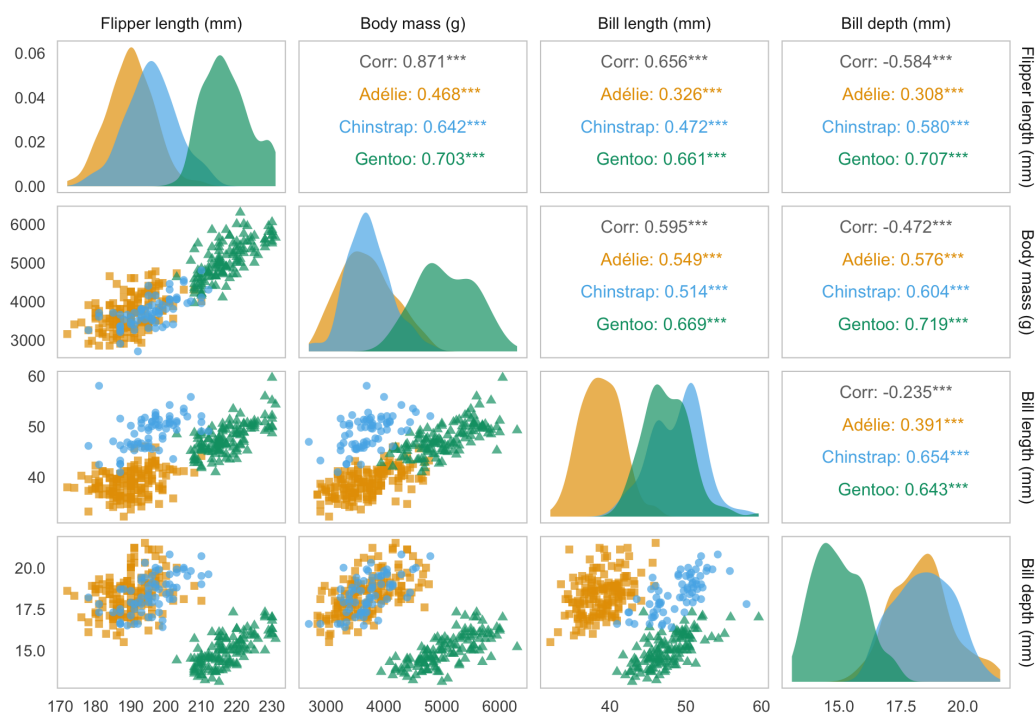 Flipper length (mm) Body mass (g) Bill length (mm) Bill depth (mm)
0.06
0.04
0.02
0.00
Corr: 0.871***
Adélie: 0.468***
Chinstrap: 0.642***
Gentoo: 0.703***
Corr: 0.656***
Adélie: 0.326***
Chinstrap: 0.472***
Gentoo: 0.661***
Corr: -0.584***
Adélie: 0.308***
Chinstrap: 0.580***
Gentoo: 0.707***
Flipper length (mm)
6000
5000
4000
3000
Corr: 0.595***
Adélie: 0.549***
Chinstrap: 0.514***
Gentoo: 0.669***
Corr: -0.472***
Adélie: 0.576***
Chinstrap: 0.604***
Gentoo: 0.719***
Body mass (g)
60
50
40
Corr: -0.235***
Adélie: 0.391***
Chinstrap: 0.654***
Gentoo: 0.643***
Bill length (mm)
20.0
17.5
15.0
Bill depth (mm)
170 180 190 200 210 220 230 3000 4000 5000 6000 40 50 60 15.0 17.5 20.0